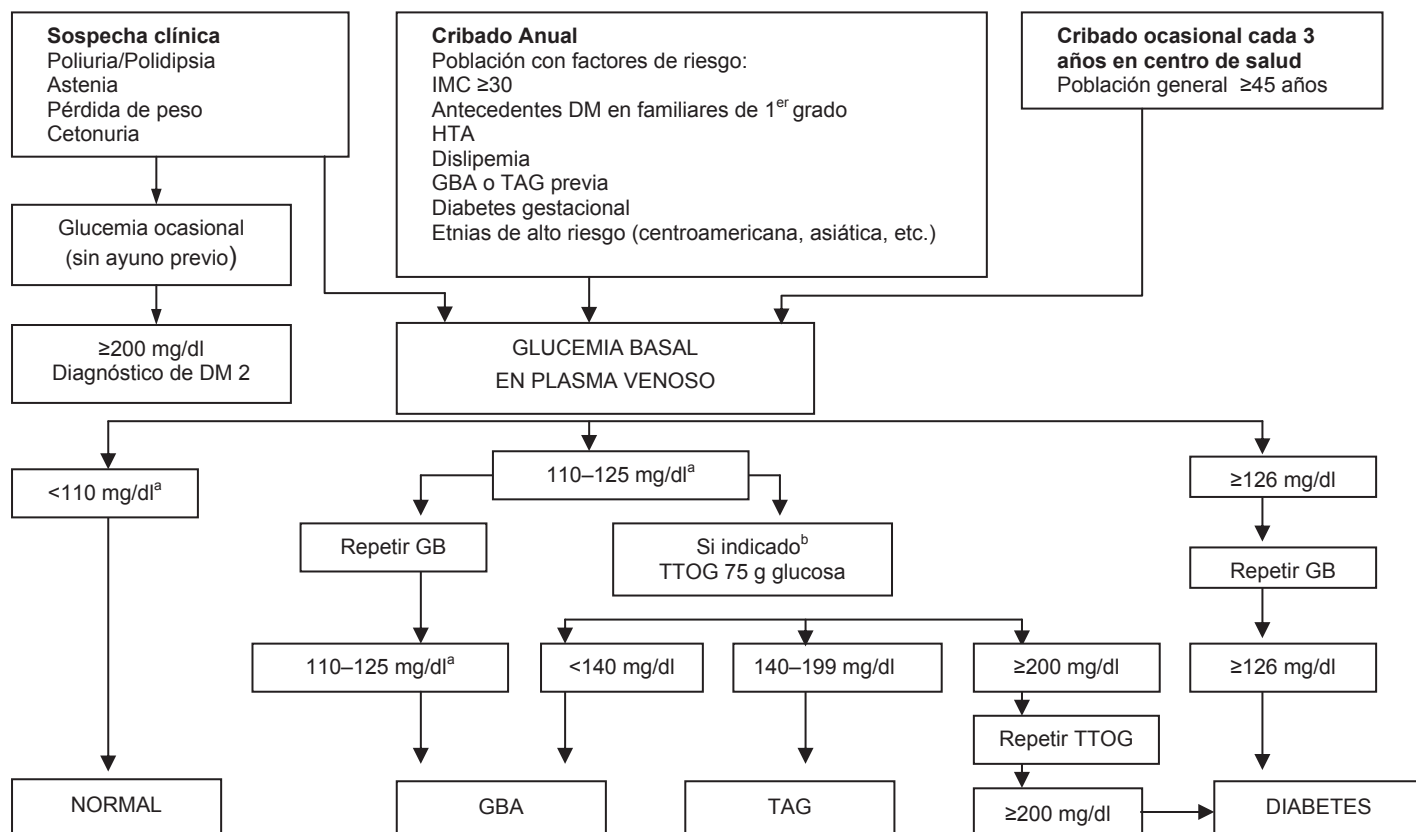 Sospecha clínica
Poliuria/Polidipsia
Astenia
Pérdida de peso
Cetonuria
Cribado Anual
Población con factores de riesgo:
IMC ≥30
Antecedentes DM en familiares de 1er grado
HTA
Dislipemia
GBA o TAG previa
Diabetes gestacional
Etnias de alto riesgo (centroamericana, asiática, etc.)
Cribado ocasional cada 3
años en centro de salud
Población general ≥45 años
Glucemia ocasional
(sin ayuno previo)
≥200 mg/dl
Diagnóstico de DM 2
GLUCEMIA BASAL
EN PLASMA VENOSO
<110 mg/dla
110–125 mg/dla
≥126 mg/dl
Repetir GB
Si indicadob
TTOG 75 g glucosa
Repetir GB
110–125 mg/dla
<140 mg/dl
140–199 mg/dl
≥200 mg/dl
≥126 mg/dl
Repetir TTOG
NORMAL
GBA
TAG
≥200 mg/dl
DIABETES